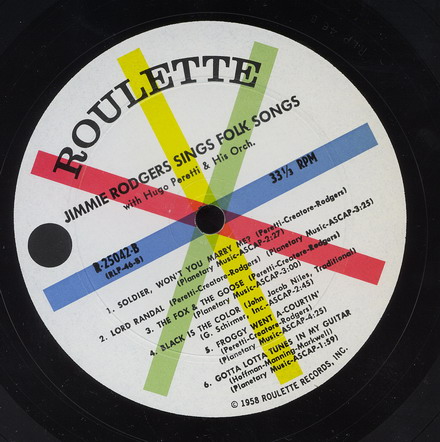 ROULETTE
JIMMIE RODGERS SINGS FOLK SONGS
with Hugo Peretti & His Orch.
33⅓ RPM
R-25042-B
(RLP-46-B)
1. SOLDIER, WON'T YOU MARRY ME? (Peretti-Creatore-Rodgers)
(Planetary Music-ASCAP-2:27)
2. LORD RANDAL (Peretti-Creatore-Rodgers) (Planetary Music-ASCAP-3:25)
3. THE FOX & THE GOOSE (Peretti-Creatore-Rodgers)
(Planetary Music-ASCAP-3:00)
4. BLACK IS THE COLOR (John Jacob Niles; Traditional)
(G. Schirmer, Inc.-ASCAP-2:45)
5. FROGGY WENT A-COURTIN'
(Peretti-Creatore-Rodgers)
(Planetary Music-ASCAP-4:25)
6. GOTTA LOTTA TUNES IN MY GUITAR
(Hoffman-Manning-Markwell)
(Planetary Music-ASCAP-1:59)
© 1958 ROULETTE RECORDS, INC.